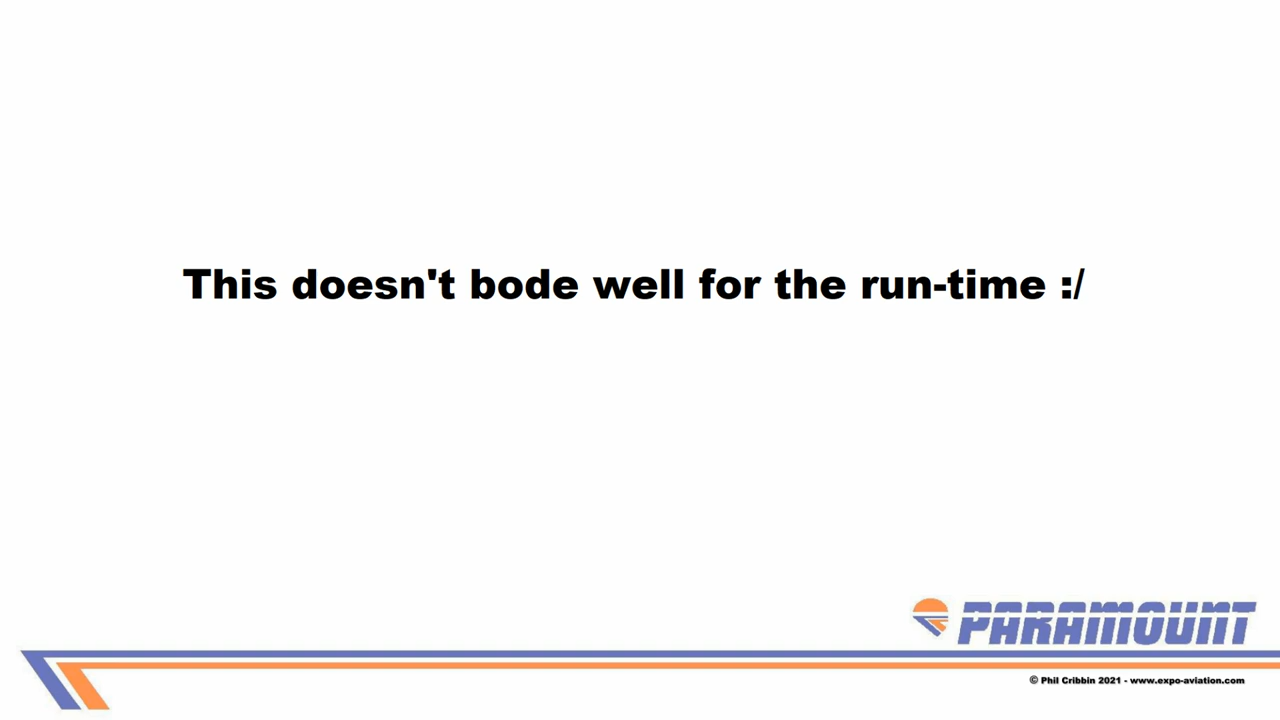 This doesn't bode well for the run-time :/
PARAMOUNT
© Phil Cribbin 2021 - www.expo-aviation.com